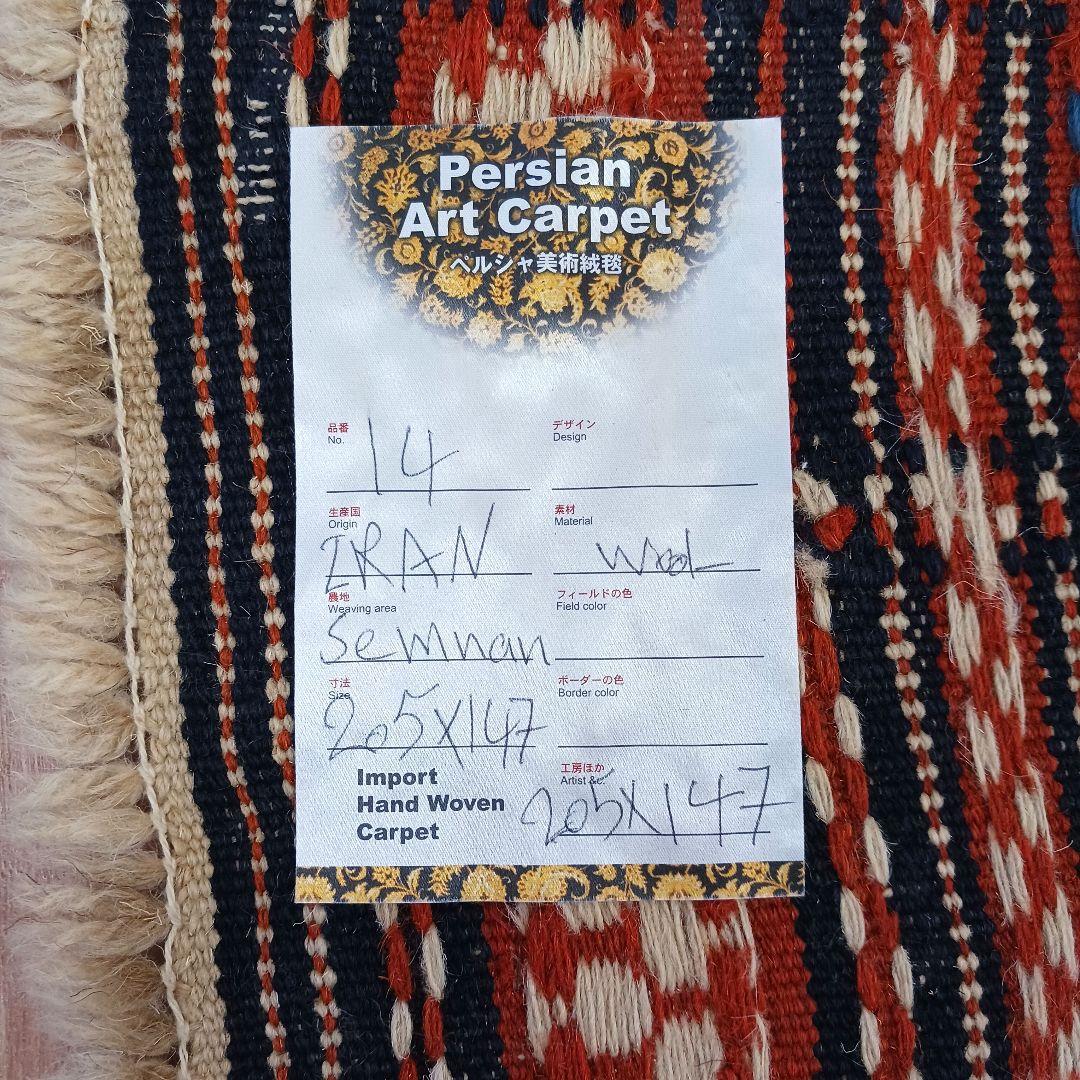 Persian
Art Carpet
ペルシャ美術絨毯
品番
No.
14
デザイン
Design
生産国
Origin
IRAN
素材
Material
Wool
農地
Weaving area
Semnan
フィールドの色
Field color
寸法
Size
205X147
ボーダーの色
Border color
Import
Hand Woven
Carpet
工房ほか
Artist &c.
205X147